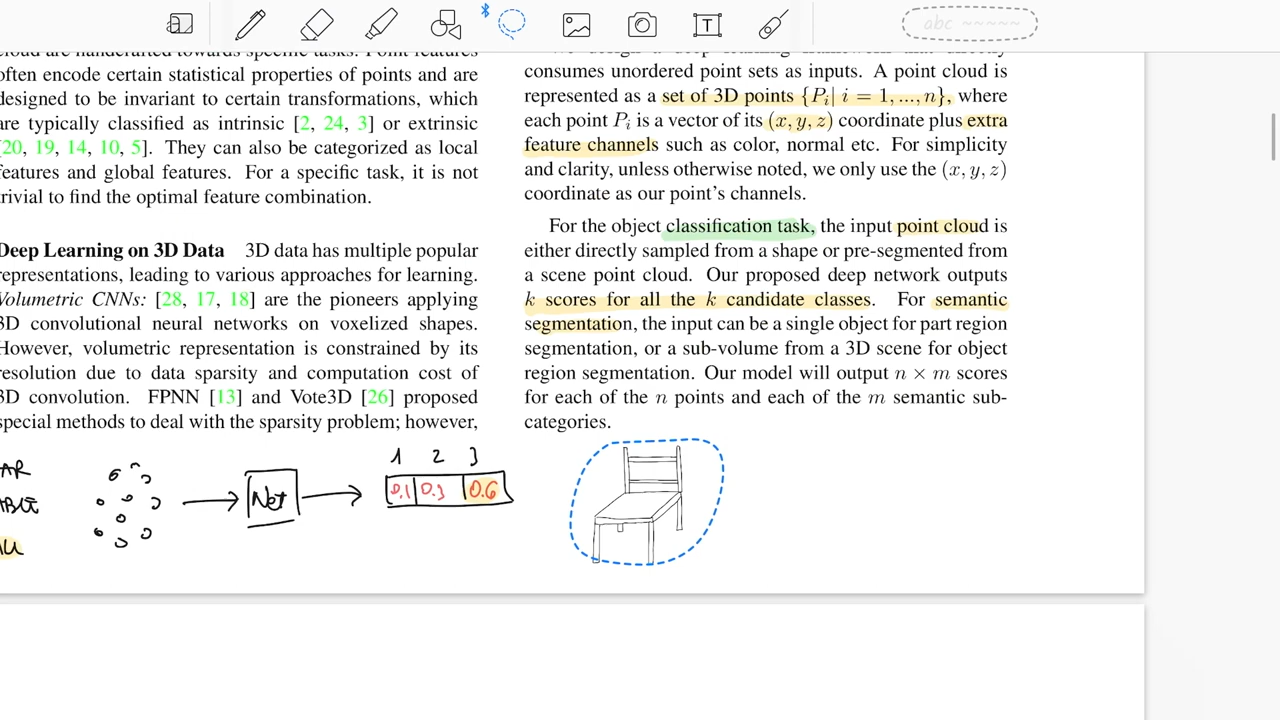 abc ~~~~~
T
cloud are handcrafted towards specific tasks. Point features
often encode certain statistical properties of points and are
designed to be invariant to certain transformations, which
are typically classified as intrinsic [2, 24, 3] or extrinsic
[20, 19, 14, 10, 5]. They can also be categorized as local
features and global features. For a specific task, it is not
trivial to find the optimal feature combination.
Deep Learning on 3D Data 3D data has multiple popular
representations, leading to various approaches for learning.
Volumetric CNNs: [28, 17, 18] are the pioneers applying
3D convolutional neural networks on voxelized shapes.
However, volumetric representation is constrained by its
resolution due to data sparsity and computation cost of
3D convolution. FPNN [13] and Vote3D [26] proposed
special methods to deal with the sparsity problem; however,
consumes unordered point sets as inputs. A point cloud is
represented as a set of 3D points {P_i| i = 1, ..., n}, where
each point P_i is a vector of its (x, y, z) coordinate plus extra
feature channels such as color, normal etc. For simplicity
and clarity, unless otherwise noted, we only use the (x, y, z)
coordinate as our point's channels.
For the object classification task, the input point cloud is
either directly sampled from a shape or pre-segmented from
a scene point cloud. Our proposed deep network outputs
k scores for all the k candidate classes. For semantic
segmentation, the input can be a single object for part region
segmentation, or a sub-volume from a 3D scene for object
region segmentation. Our model will output n × m scores
for each of the n points and each of the m semantic sub-
categories.
1 2 3
AR
Net
0.1 0.3 0.6